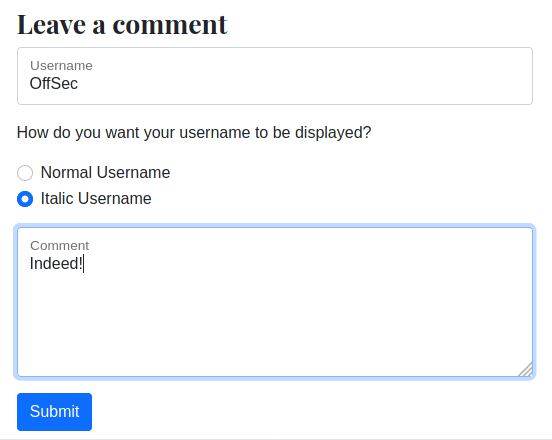 Leave a comment
Username
OffSec
How do you want your username to be displayed?
Normal Username
Italic Username
Comment
Indeed!
Submit